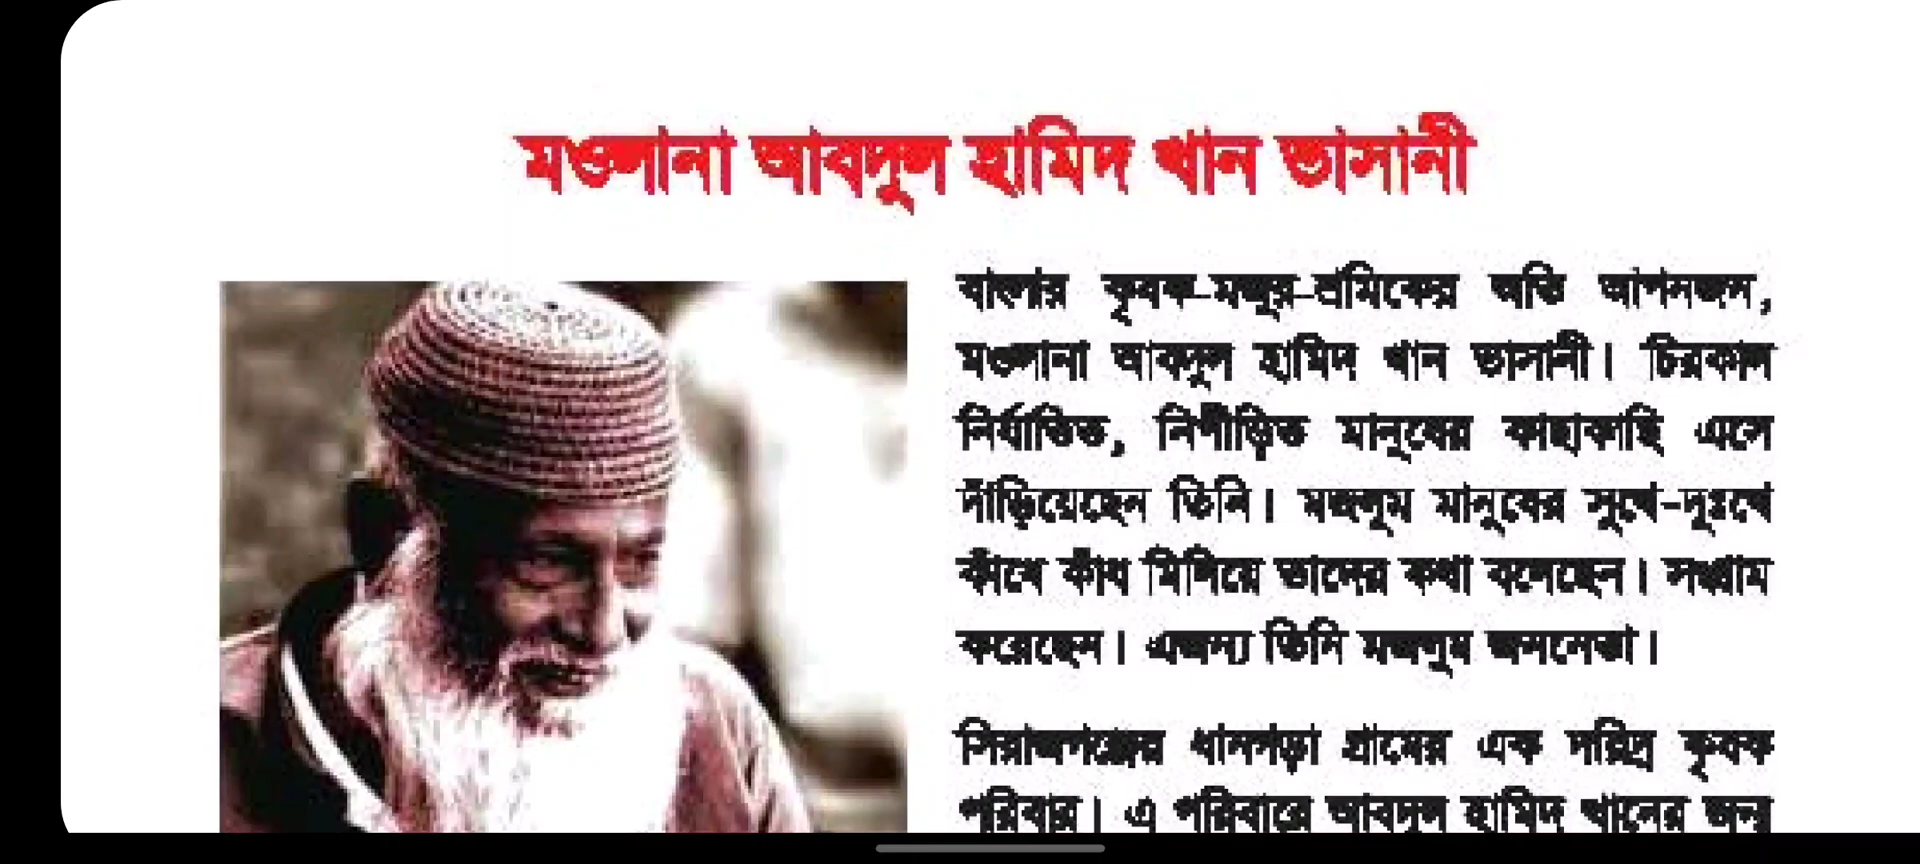 মওলানা আবদুল হামিদ খান ভাসানী
বাংলার কৃষক-মজুর-শ্রমিকের অতি আপনজন,
মওলানা আবদুল হামিদ খান ভাসানী। চিরকাল
নির্যাতিত, নিপীড়িত মানুষের কাছাকাছি এসে
দাঁড়িয়েছেন তিনি। মজলুম মানুষের সুখে-দুঃখে
কাঁধে কাঁধ মিলিয়ে তাদের কথা বলেছেন। সংগ্রাম
করেছেন। এজন্য তিনি মজলুম জননেতা।
সিরাজগঞ্জের ধানগড়া গ্রামের এক দরিদ্র কৃষক
পরিবার। এ পরিবারে আবদুল হামিদ খানের জন্ম